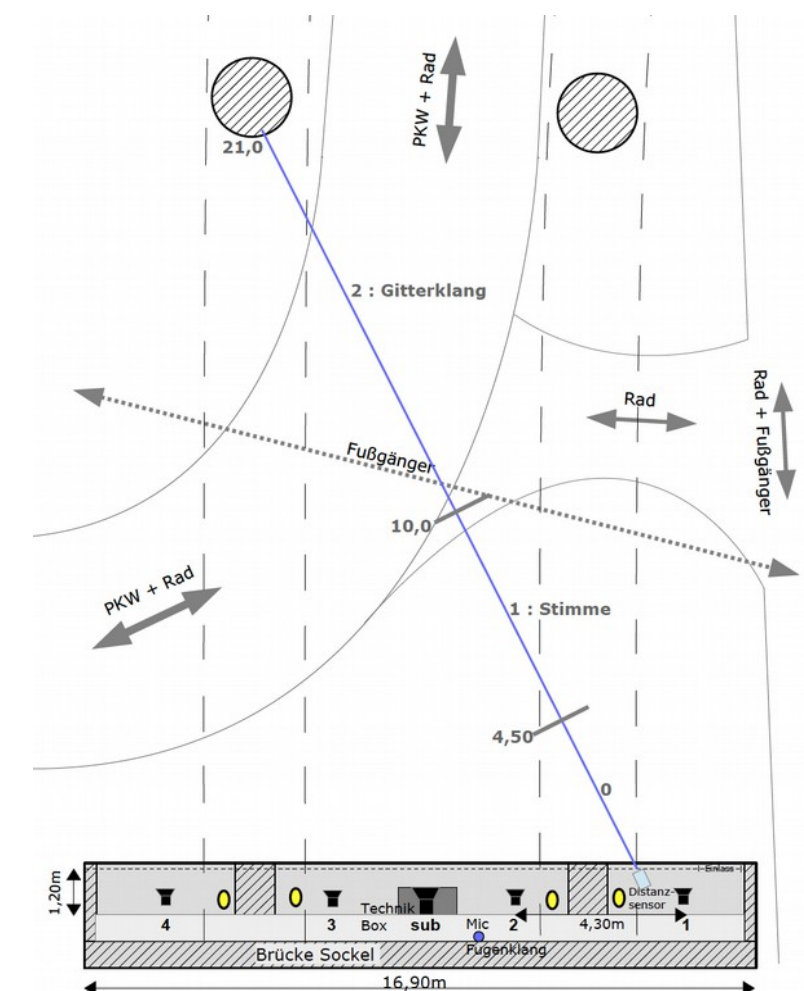 PKW + Rad
21,0
2 : Gitterklang
Rad
Rad + Fußgänger
Fußgänger
10,0
PKW + Rad
1 : Stimme
4,50
0
Einlass
1,20m
Distanz-
sensor
Technik
Box
4
3
sub
Mic
2
4,30m
1
Fugenklang
Brücke Sockel
16,90m